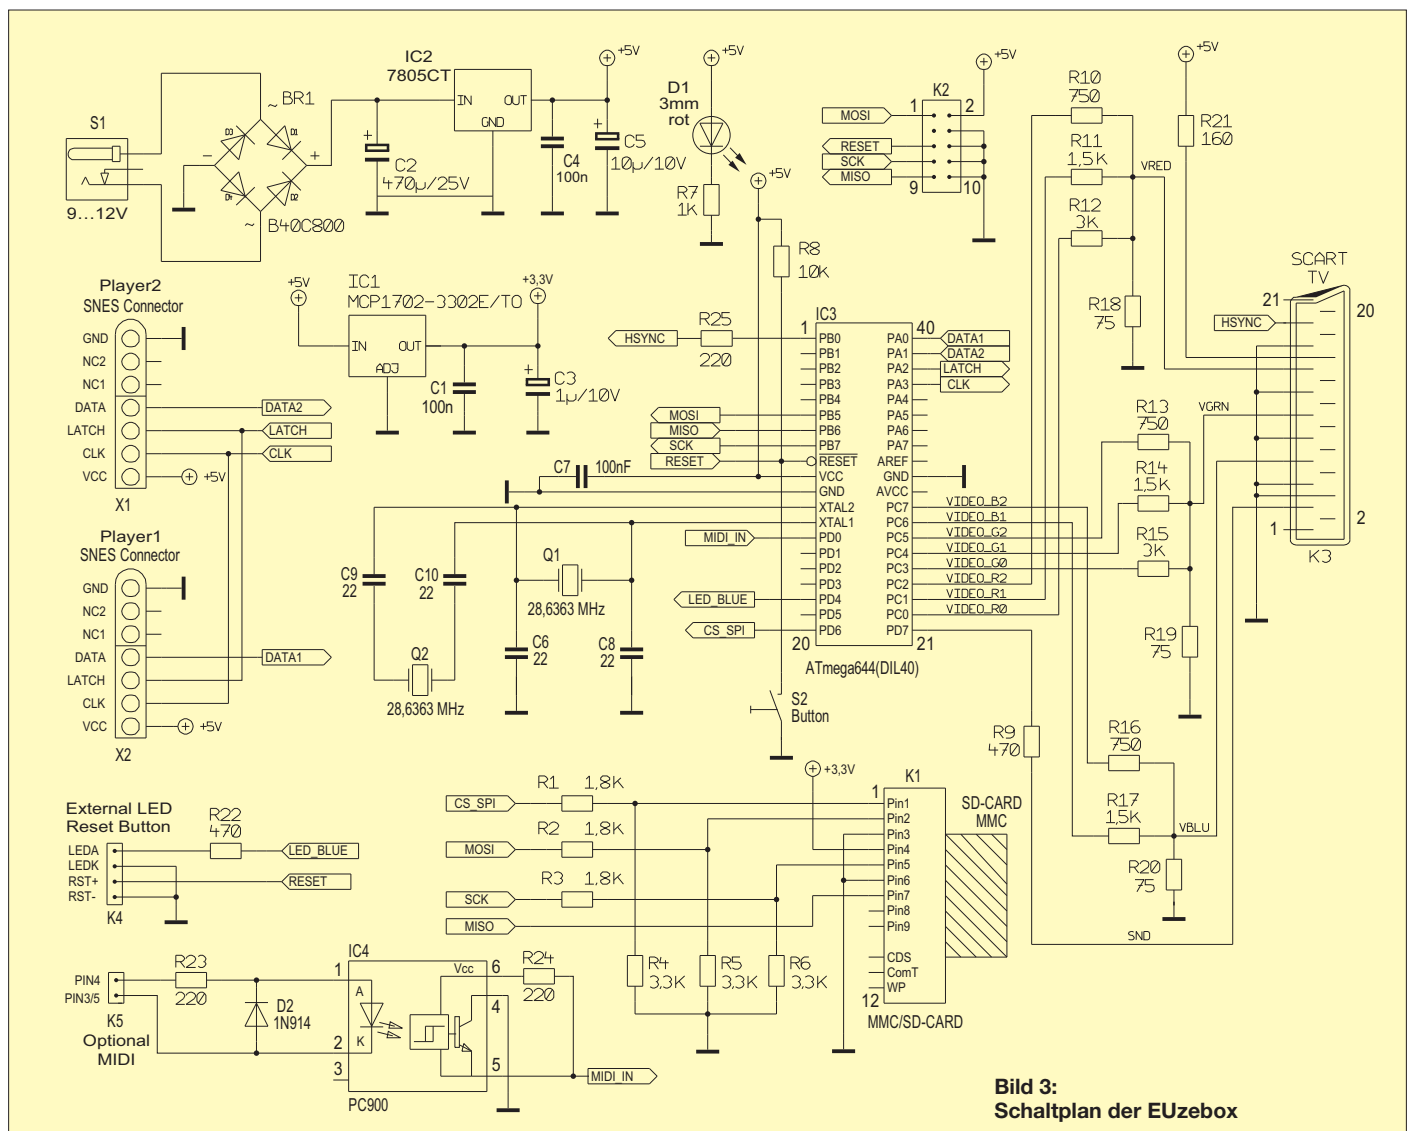 S1
9...12V
~ BR1
D3
D1
D4
D2
-
+
~ B40C800
IC2
7805CT
IN
OUT
GND
+
C2
470µ/25V
C4
100n
+5V
+
C5
10µ/10V
+5V
D1
3mm
rot
R7
1K
+5V
R8
10K
K2
1
2
9
10
MOSI
RESET
SCK
MISO
+5V
R10
750
R11
1,5K
R12
3K
VRED
R18
75
+5V
R21
160
SCART
TV
21
20
HSYNC
1
2
K3
Player2
SNES Connector
GND
NC2
NC1
DATA
LATCH
CLK
VCC
X1
DATA2
LATCH
CLK
+5V
+5V
IC1
MCP1702-3302E/TO
IN
OUT
ADJ
+3,3V
C1
100n
+
C3
1µ/10V
HSYNC
R25
220
IC3
1
40
PB0
PB1
PB2
PB3
PB4
PB5
PB6
PB7
RESET
VCC
GND
XTAL2
XTAL1
PD0
PD1
PD2
PD3
PD4
PD5
PD6
20
PA0
PA1
PA2
PA3
PA4
PA5
PA6
PA7
AREF
GND
AVCC
PC7
PC6
PC5
PC4
PC3
PC2
PC1
PC0
PD7
21
ATmega644(DIL40)
DATA1
DATA2
LATCH
CLK
MOSI
MISO
SCK
RESET
C7
100nF
MIDI_IN
LED_BLUE
CS_SPI
VIDEO_B2
VIDEO_B1
VIDEO_G2
VIDEO_G1
VIDEO_G0
VIDEO_R2
VIDEO_R1
VIDEO_R0
R13
750
VGRN
R14
1,5K
R15
3K
R19
75
C9
22
C10
22
Q1
28,6363 MHz
C6
22
C8
22
Q2
28,6363 MHz
Player1
SNES Connector
GND
NC2
NC1
DATA
LATCH
CLK
VCC
X2
DATA1
+5V
S2
Button
R9
470
R16
750
R17
1,5K
VBLU
R20
75
SND
External LED
Reset Button
LEDA
LEDK
RST+
RST-
K4
R22
470
LED_BLUE
RESET
CS_SPI
R1
1,8K
MOSI
R2
1,8K
SCK
R3
1,8K
MISO
R4
3,3K
R5
3,3K
R6
3,3K
+3,3V
K1
1
Pin1
Pin2
Pin3
Pin4
Pin5
Pin6
Pin7
Pin8
Pin9
CDS
ComT
WP
12
SD-CARD
MMC
MMC/SD-CARD
PIN4
PIN3/5
K5
Optional
MIDI
R23
220
D2
1N914
IC4
1
2
3
A
K
Vcc
6
4
5
PC900
R24
220
MIDI_IN
Bild 3:
Schaltplan der EUzebox